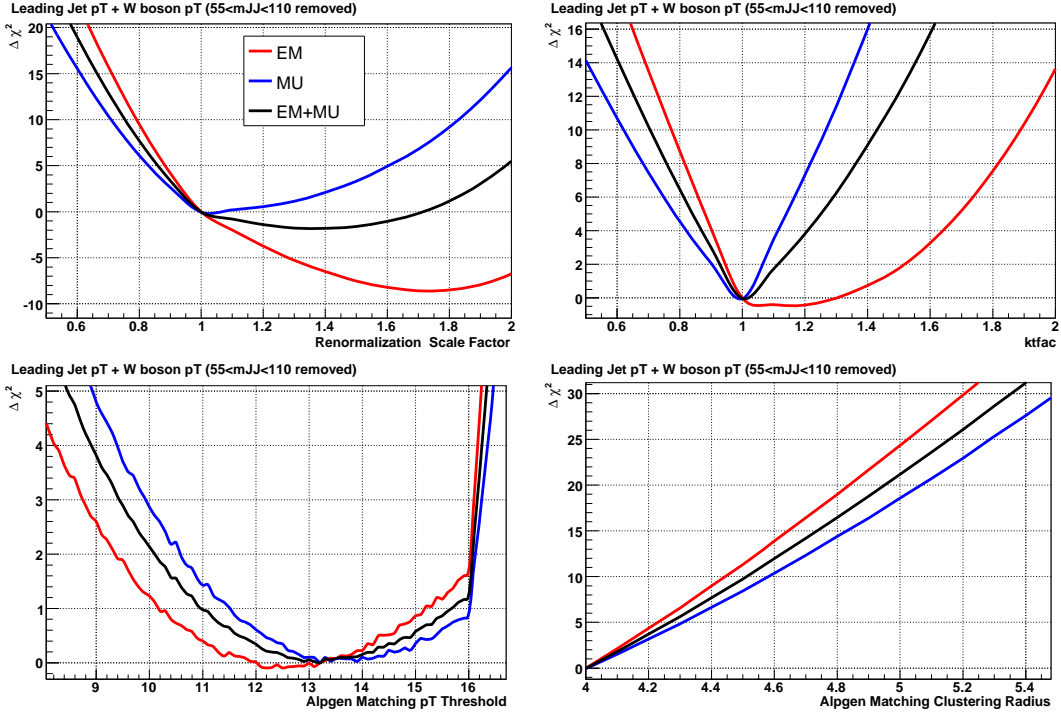 Leading Jet pT + W boson pT (55<mJJ<110 removed)
Δ χ²
20
15
10
5
0
-5
-10
EM
MU
EM+MU
0.6 0.8 1 1.2 1.4 1.6 1.8 2
Renormalization Scale Factor
Leading Jet pT + W boson pT (55<mJJ<110 removed)
Δ χ²
16
14
12
10
8
6
4
2
0
0.6 0.8 1 1.2 1.4 1.6 1.8 2
ktfac
Leading Jet pT + W boson pT (55<mJJ<110 removed)
Δ χ²
5
4
3
2
1
0
9 10 11 12 13 14 15 16
Alpgen Matching pT Threshold
Leading Jet pT + W boson pT (55<mJJ<110 removed)
Δ χ²
30
25
20
15
10
5
0
4 4.2 4.4 4.6 4.8 5 5.2 5.4
Alpgen Matching Clustering Radius